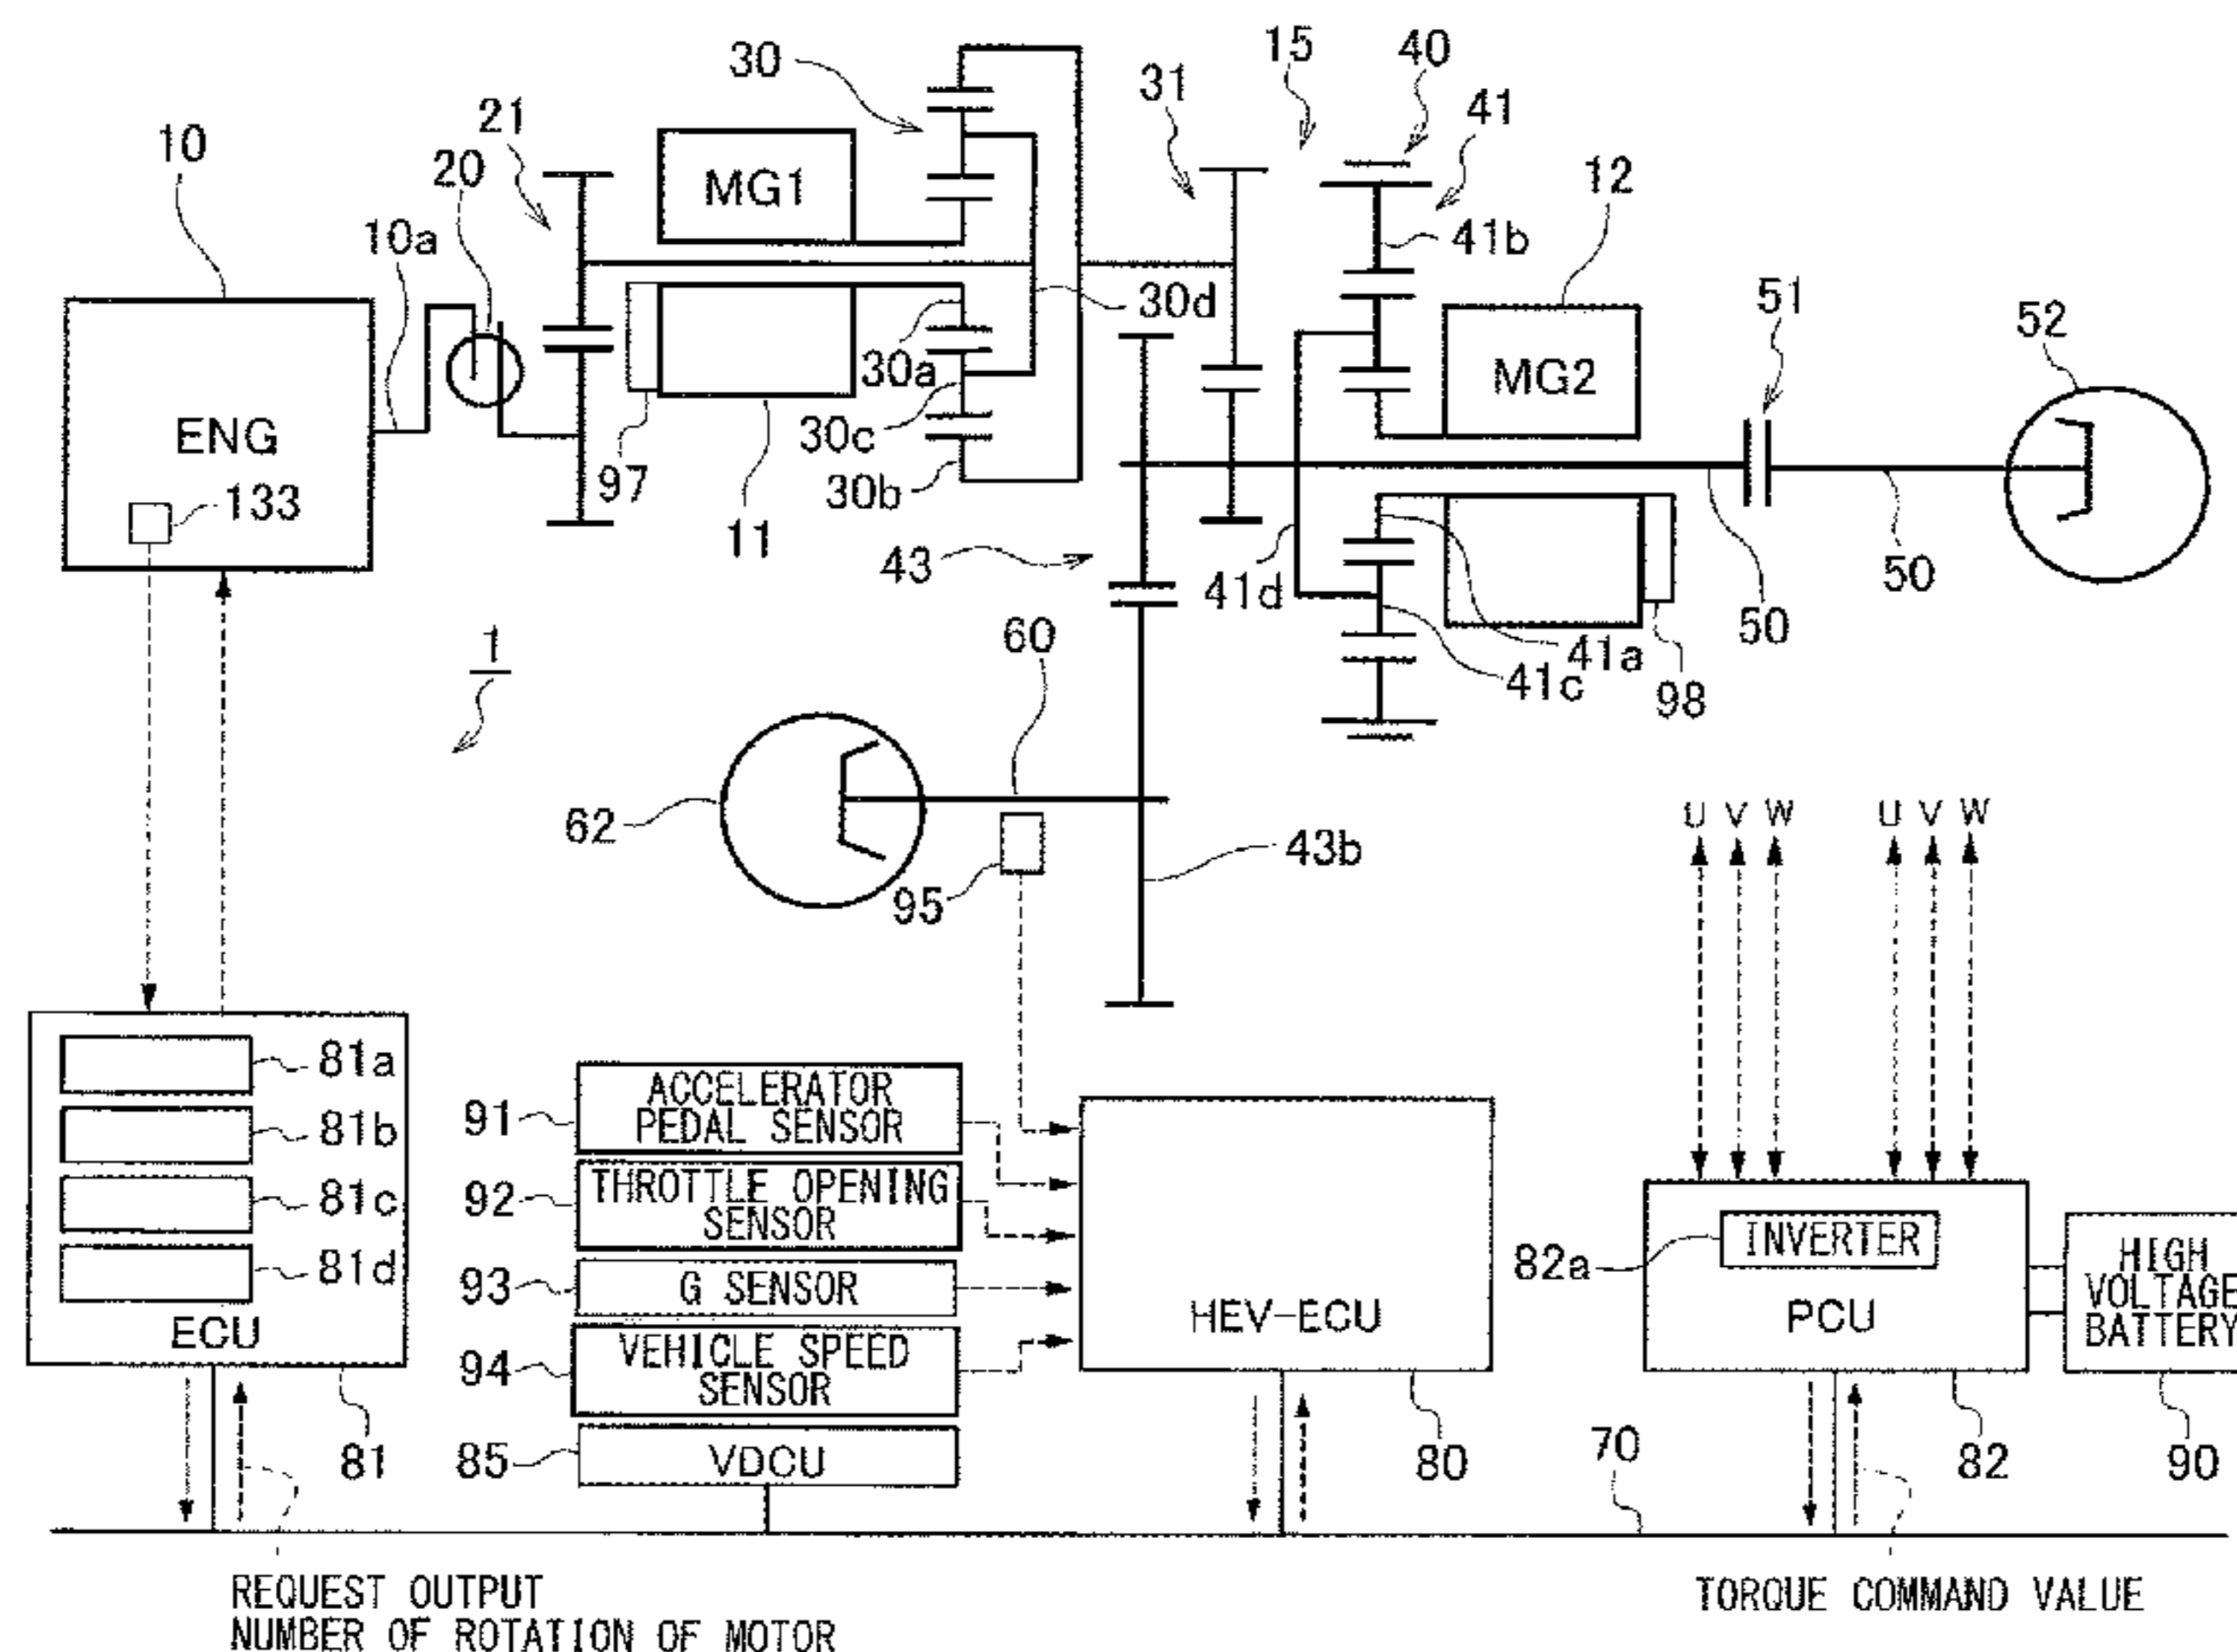 15
40
30
31
41
21
10
20
MG1
12
10a
41b
51
30d
52
30a
MG2
ENG
30c
97
30b
133
11
43
41d
50
50
60
41a
1
41c
98
62
43b
U V W U V W
95
81a
ACCELERATOR
PEDAL SENSOR
91
81b
THROTTLE OPENING
SENSOR
92
81c
INVERTER
82a
HIGH
VOLTAGE
BATTERY
81d
93
G SENSOR
HEV-ECU
PCU
ECU
94
VEHICLE SPEED
SENSOR
81
85
VDCU
80
70
82
90
REQUEST OUTPUT
NUMBER OF ROTATION OF MOTOR
TORQUE COMMAND VALUE